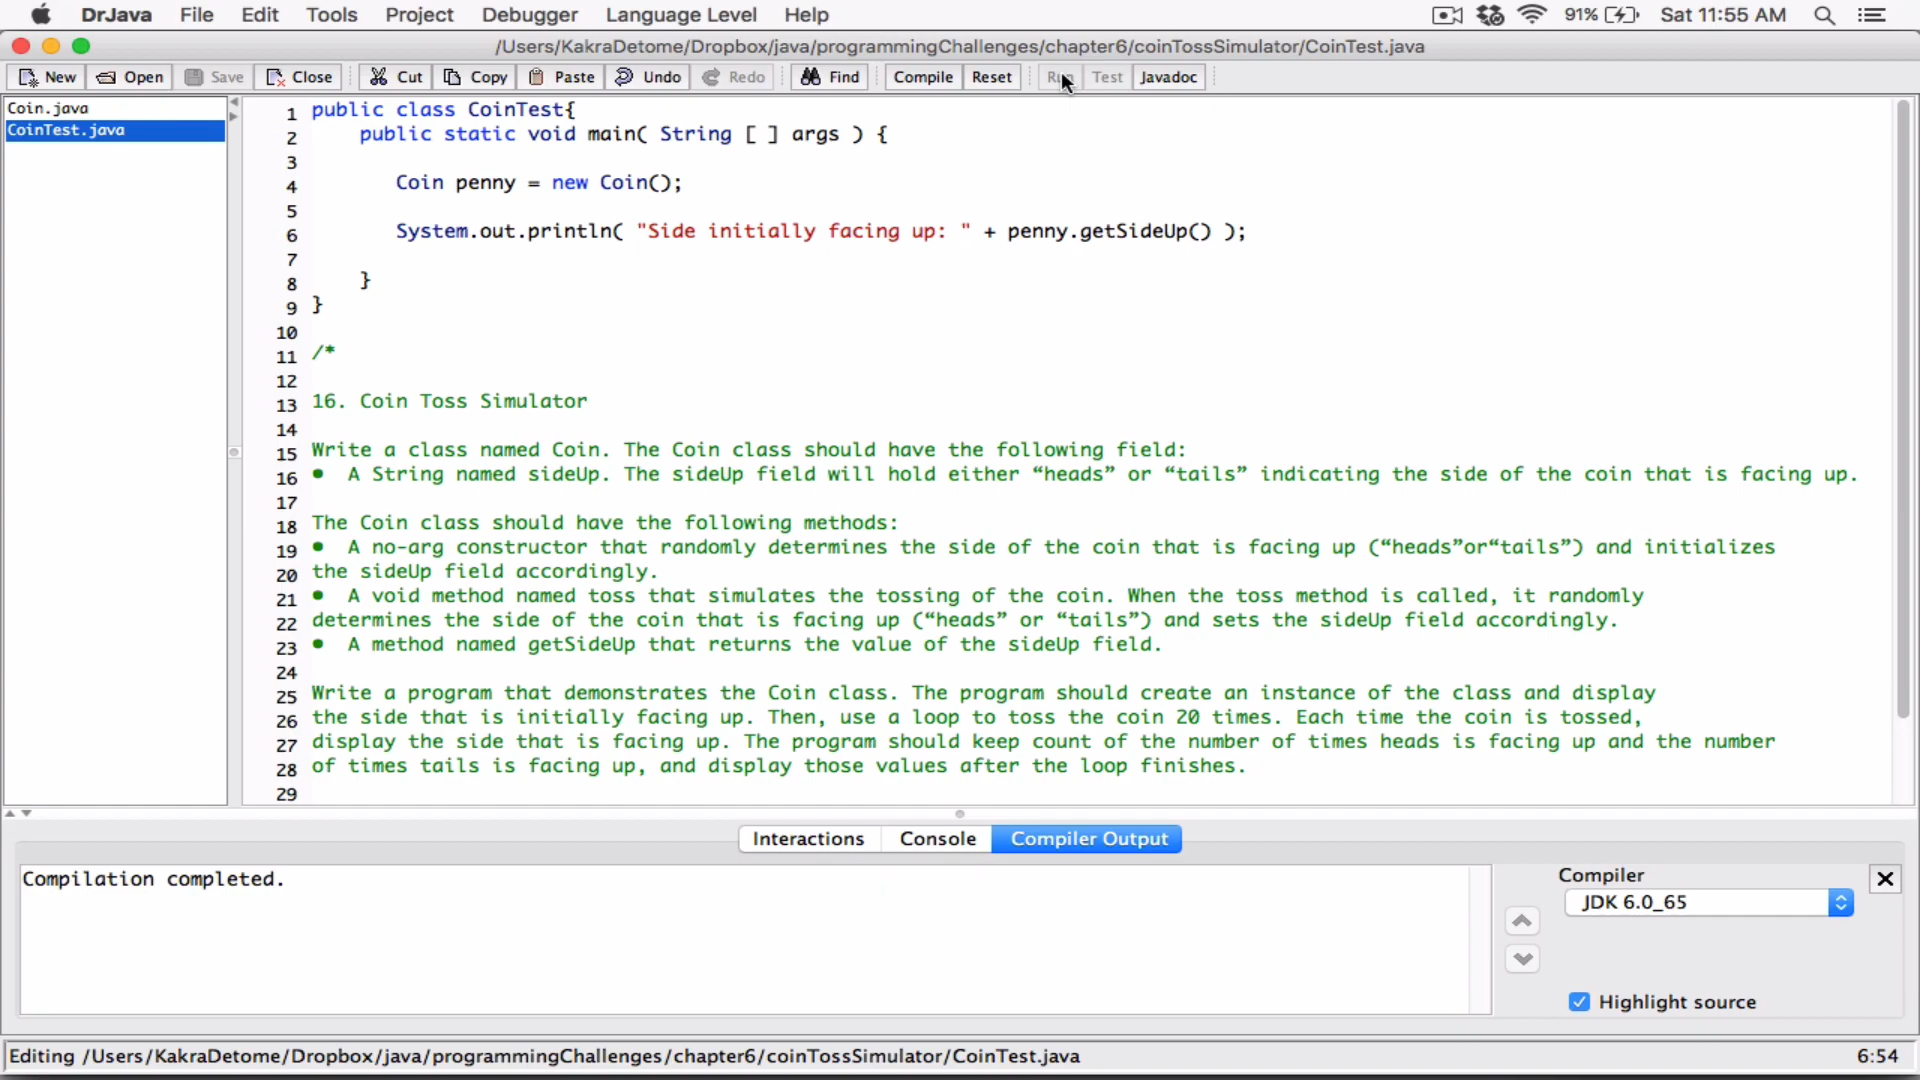 DrJava File Edit Tools Project Debugger Language Level Help 91% Sat 11:55 AM
/Users/KakraDetome/Dropbox/java/programmingChallenges/chapter6/coinTossSimulator/CoinTest.java
New Open Save Close Cut Copy Paste Undo Redo Find Compile Reset Run Test Javadoc
Coin.java
CoinTest.java
1 public class CoinTest{
2 public static void main( String [ ] args ) {
3
4 Coin penny = new Coin();
5
6 System.out.println( "Side initially facing up: " + penny.getSideUp() );
7
8 }
9 }
10
11 /*
12
13 16. Coin Toss Simulator
14
15 Write a class named Coin. The Coin class should have the following field:
16 • A String named sideUp. The sideUp field will hold either “heads” or “tails” indicating the side of the coin that is facing up.
17
18 The Coin class should have the following methods:
19 • A no-arg constructor that randomly determines the side of the coin that is facing up (“heads”or“tails”) and initializes
20 the sideUp field accordingly.
21 • A void method named toss that simulates the tossing of the coin. When the toss method is called, it randomly
22 determines the side of the coin that is facing up (“heads” or “tails”) and sets the sideUp field accordingly.
23 • A method named getSideUp that returns the value of the sideUp field.
24
25 Write a program that demonstrates the Coin class. The program should create an instance of the class and display
26 the side that is initially facing up. Then, use a loop to toss the coin 20 times. Each time the coin is tossed,
27 display the side that is facing up. The program should keep count of the number of times heads is facing up and the number
28 of times tails is facing up, and display those values after the loop finishes.
29
Interactions Console Compiler Output
Compilation completed.
Compiler
JDK 6.0_65
Highlight source
Editing /Users/KakraDetome/Dropbox/java/programmingChallenges/chapter6/coinTossSimulator/CoinTest.java 6:54